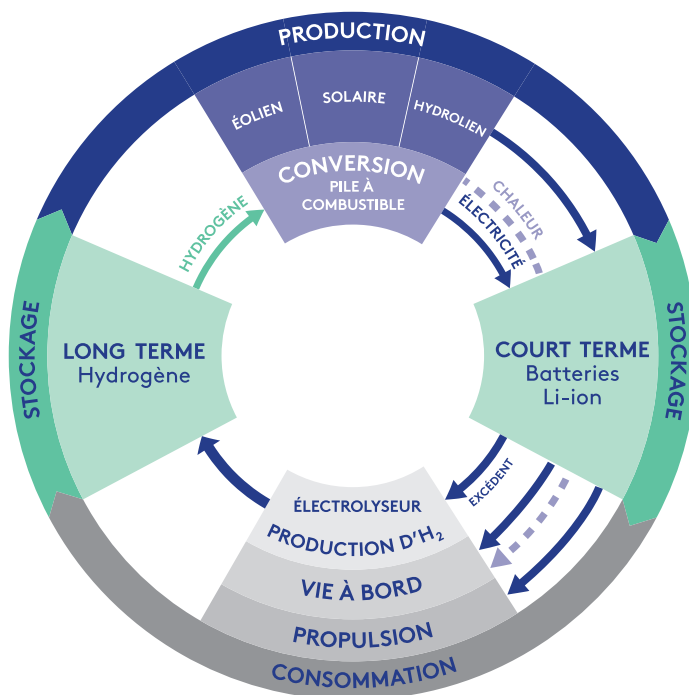 PRODUCTION
ÉOLIEN
SOLAIRE
HYDROLIEN
CONVERSION
PILE À
COMBUSTIBLE
HYDROGÈNE
CHALEUR
ÉLECTRICITÉ
STOCKAGE
LONG TERME
Hydrogène
COURT TERME
Batteries
Li-ion
STOCKAGE
EXCÉDENT
ÉLECTROLYSEUR
PRODUCTION D'H₂
VIE À BORD
PROPULSION
CONSOMMATION